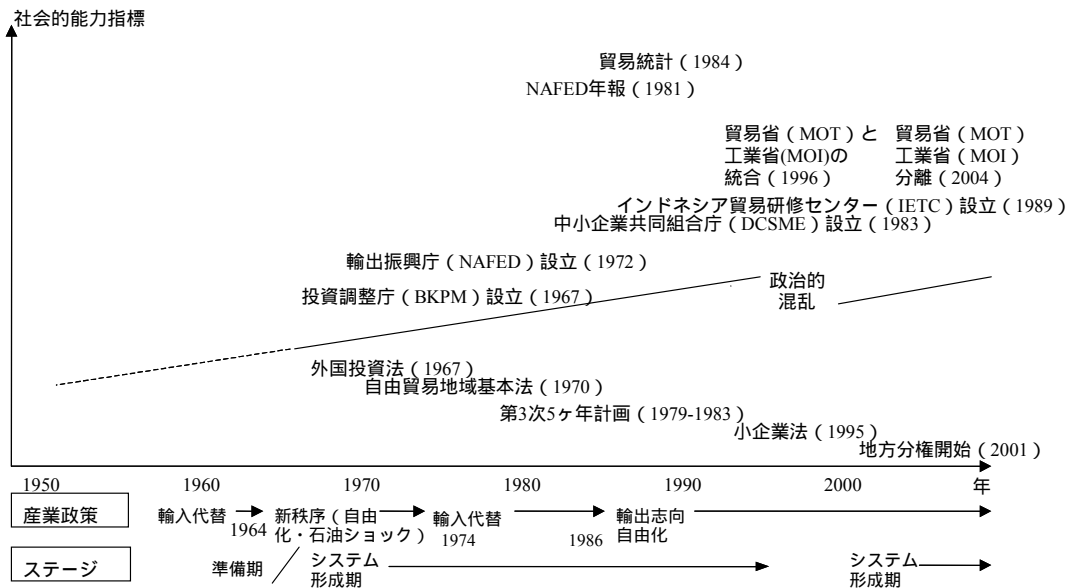 社会的能力指標
貿易統計（1984）
NAFED年報（1981）
貿易省（MOT）と
工業省(MOI)の
統合（1996）
貿易省（MOT）
工業省（MOI）
分離（2004）
インドネシア貿易研修センター（IETC）設立（1989）
中小企業共同組合庁（DCSME）設立（1983）
輸出振興庁（NAFED）設立（1972）
投資調整庁（BKPM）設立（1967）
政治的
混乱
外国投資法（1967）
自由貿易地域基本法（1970）
第3次5ヶ年計画（1979-1983）
小企業法（1995）
地方分権開始（2001）
1950 1960 1970 1980 1990 2000 年
産業政策
輸入代替
1964
新秩序（自由
化・石油ショック）
輸入代替
1974
1986
輸出志向
自由化
ステージ
準備期
システム
形成期
システム
形成期